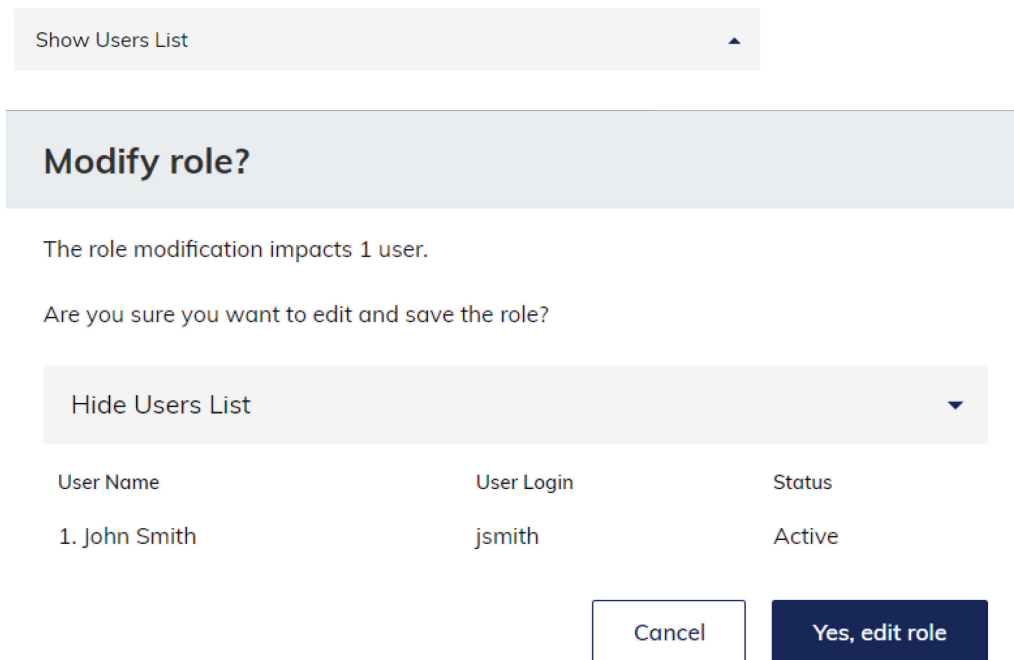 Show Users List
Modify role?
The role modification impacts 1 user.
Are you sure you want to edit and save the role?
Hide Users List
User Name User Login Status
1. John Smith jsmith Active
Cancel Yes, edit role